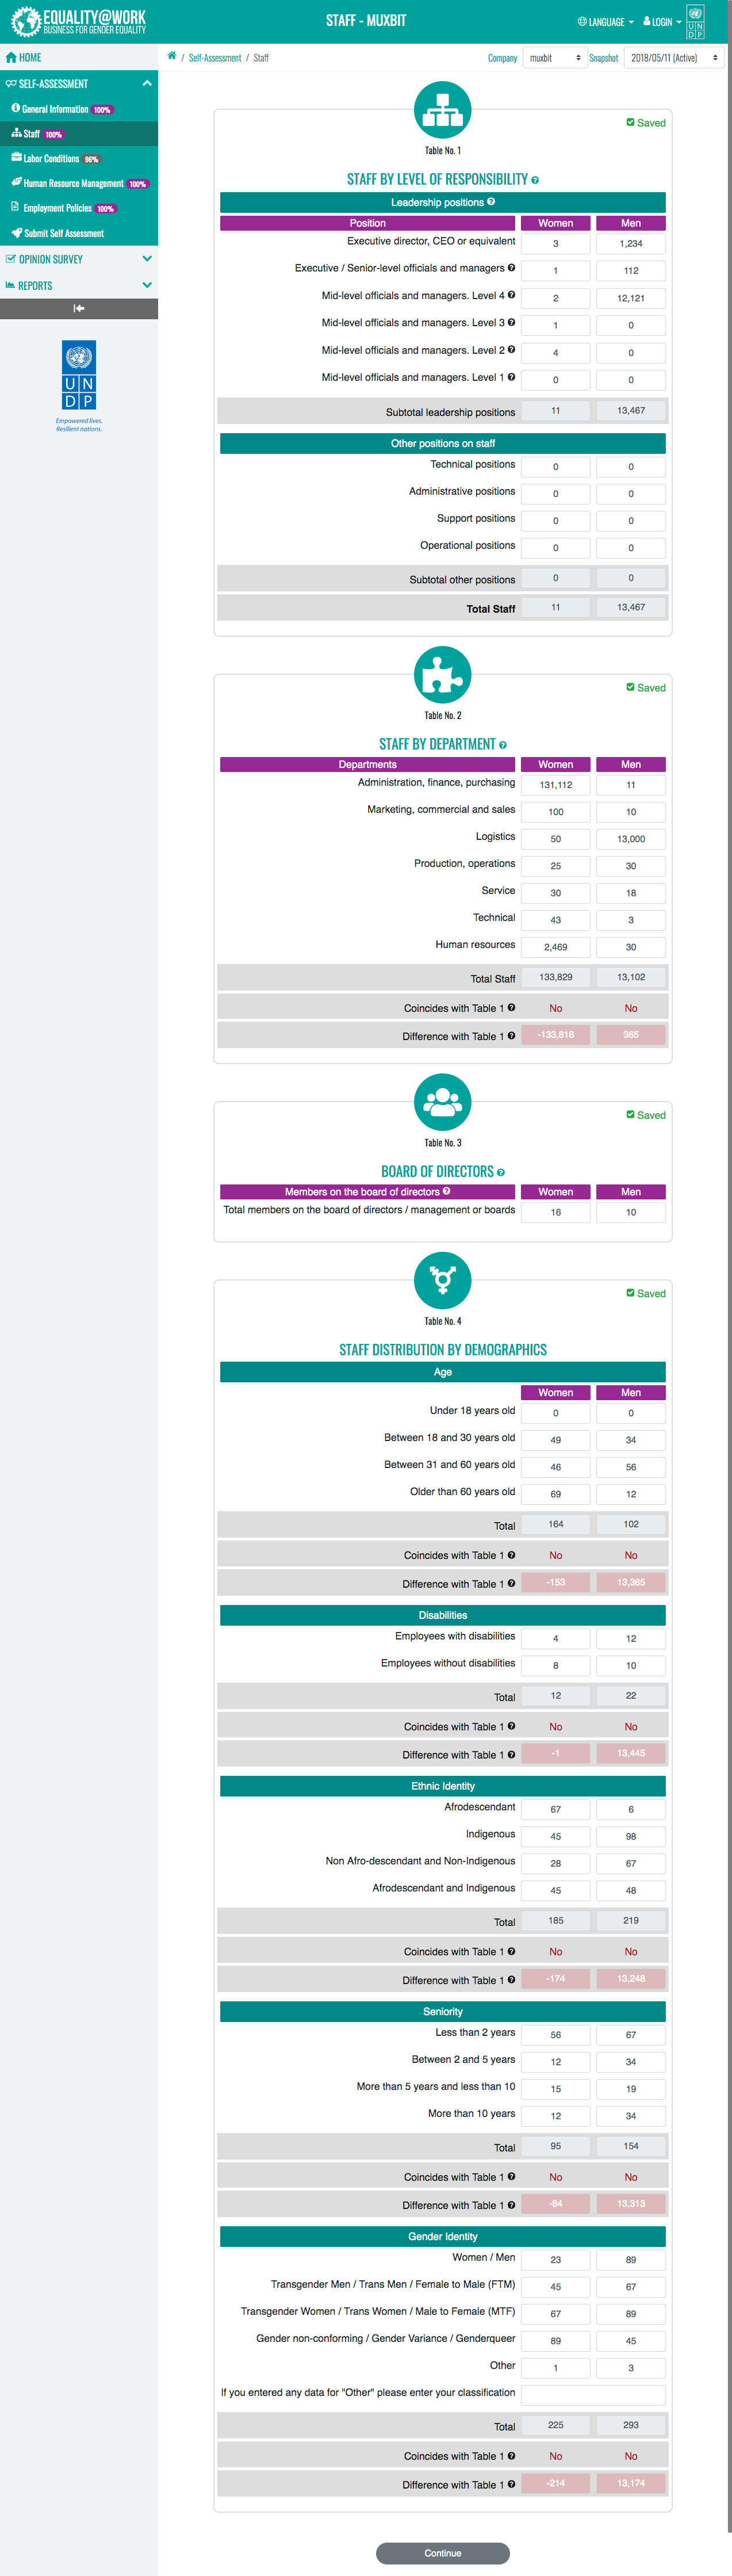 EQUALITY@WORK
BUSINESS FOR GENDER EQUALITY
STAFF - MUXBIT
LANGUAGE
LOGIN
U N
D P
HOME
SELF-ASSESSMENT
General Information 100%
Staff 100%
Labor Conditions 96%
Human Resource Management 100%
Employment Policies 100%
Submit Self Assessment
OPINION SURVEY
REPORTS
U N
D P
Empowered lives.
Resilient nations.
/ Self-Assessment / Staff
Company muxbit Snapshot 2018/05/11 (Active)
Saved
Table No. 1
STAFF BY LEVEL OF RESPONSIBILITY
Leadership positions
Position Women Men
Executive director, CEO or equivalent 3 1,234
Executive / Senior-level officials and managers 1 112
Mid-level officials and managers. Level 4 2 12,121
Mid-level officials and managers. Level 3 1 0
Mid-level officials and managers. Level 2 4 0
Mid-level officials and managers. Level 1 0 0
Subtotal leadership positions 11 13,467
Other positions on staff
Technical positions 0 0
Administrative positions 0 0
Support positions 0 0
Operational positions 0 0
Subtotal other positions 0 0
Total Staff 11 13,467
Saved
Table No. 2
STAFF BY DEPARTMENT
Departments Women Men
Administration, finance, purchasing 131,112 11
Marketing, commercial and sales 100 10
Logistics 50 13,000
Production, operations 25 30
Service 30 18
Technical 43 3
Human resources 2,469 30
Total Staff 133,829 13,102
Coincides with Table 1 No No
Difference with Table 1 -133,818 365
Saved
Table No. 3
BOARD OF DIRECTORS
Members on the board of directors Women Men
Total members on the board of directors / management or boards 16 10
Saved
Table No. 4
STAFF DISTRIBUTION BY DEMOGRAPHICS
Age
Women Men
Under 18 years old 0 0
Between 18 and 30 years old 49 34
Between 31 and 60 years old 46 56
Older than 60 years old 69 12
Total 164 102
Coincides with Table 1 No No
Difference with Table 1 -153 13,365
Disabilities
Employees with disabilities 4 12
Employees without disabilities 8 10
Total 12 22
Coincides with Table 1 No No
Difference with Table 1 -1 13,445
Ethnic Identity
Afrodescendant 67 6
Indigenous 45 98
Non Afro-descendant and Non-Indigenous 28 67
Afrodescendant and Indigenous 45 48
Total 185 219
Coincides with Table 1 No No
Difference with Table 1 -174 13,248
Seniority
Less than 2 years 56 67
Between 2 and 5 years 12 34
More than 5 years and less than 10 15 19
More than 10 years 12 34
Total 95 154
Coincides with Table 1 No No
Difference with Table 1 -84 13,313
Gender Identity
Women / Men 23 89
Transgender Men / Trans Men / Female to Male (FTM) 45 67
Transgender Women / Trans Women / Male to Female (MTF) 67 89
Gender non-conforming / Gender Variance / Genderqueer 89 45
Other 1 3
If you entered any data for "Other" please enter your classification
Total 225 293
Coincides with Table 1 No No
Difference with Table 1 -214 13,174
Continue